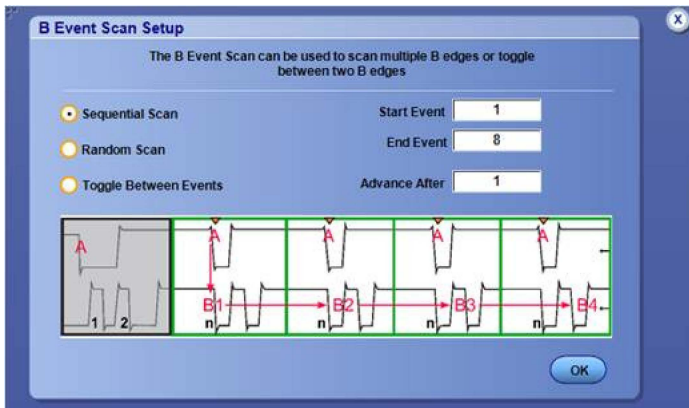 B Event Scan Setup
X
The B Event Scan can be used to scan multiple B edges or toggle
between two B edges
Sequential Scan
Start Event 1
Random Scan
End Event 8
Toggle Between Events
Advance After 1
A A A A A
B1 B2 B3 B4
1 2 n n n n
OK